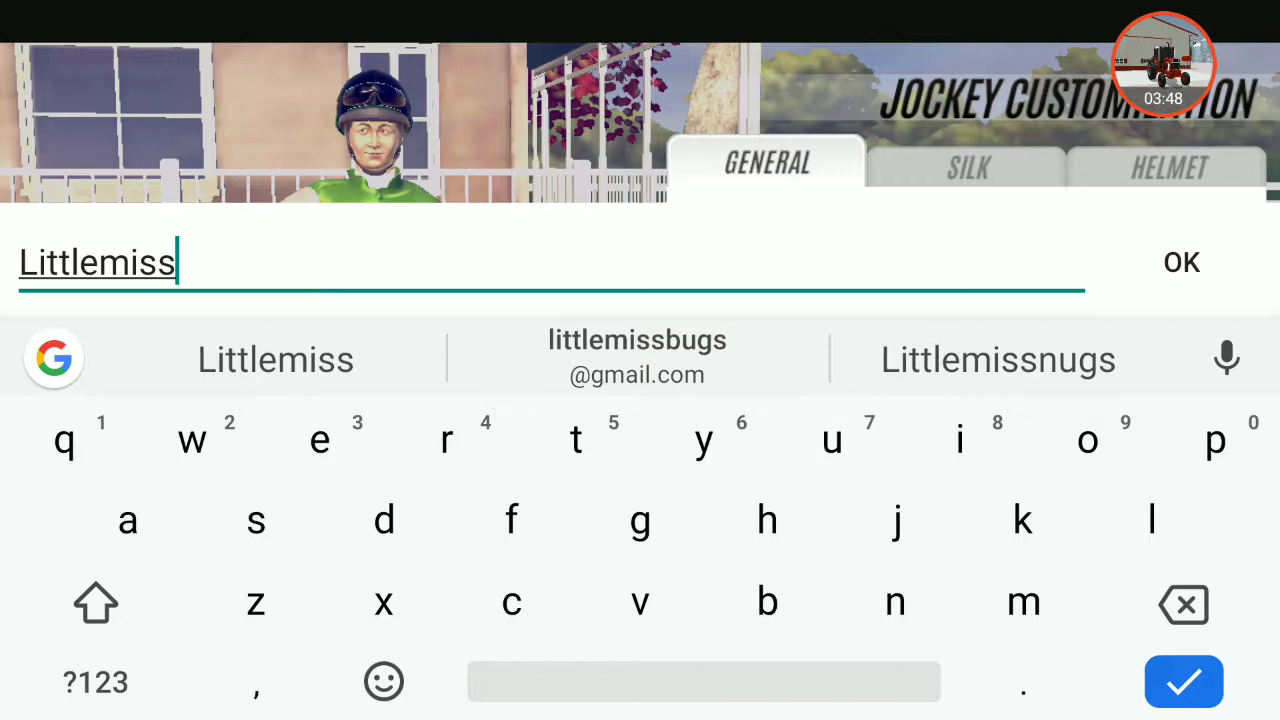 JOCKEY CUSTOM
03:48
GENERAL SILK HELMET
Littlemiss OK
Littlemiss littlemissbugs Littlemissnugs
@gmail.com
1 2 3 4 5 6 7 8 9 0
q w e r t y u i o p
a s d f g h j k l
z x c v b n m
?123 , .